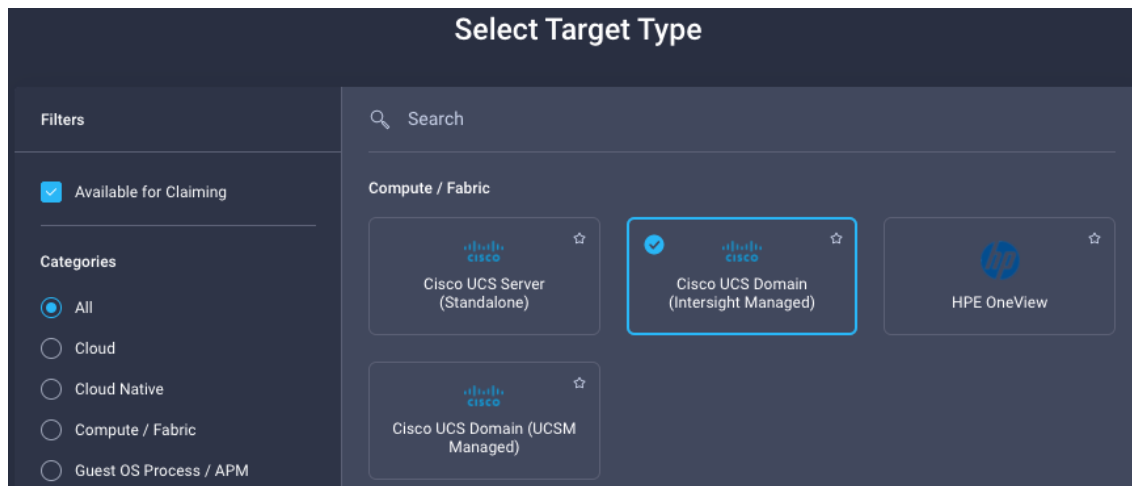 Select Target Type
Filters
Search
Available for Claiming
Categories
All
Cloud
Cloud Native
Compute / Fabric
Guest OS Process / APM
Compute / Fabric
CISCO
Cisco UCS Server
(Standalone)
CISCO
Cisco UCS Domain
(Intersight Managed)
hp
HPE OneView
CISCO
Cisco UCS Domain (UCSM
Managed)